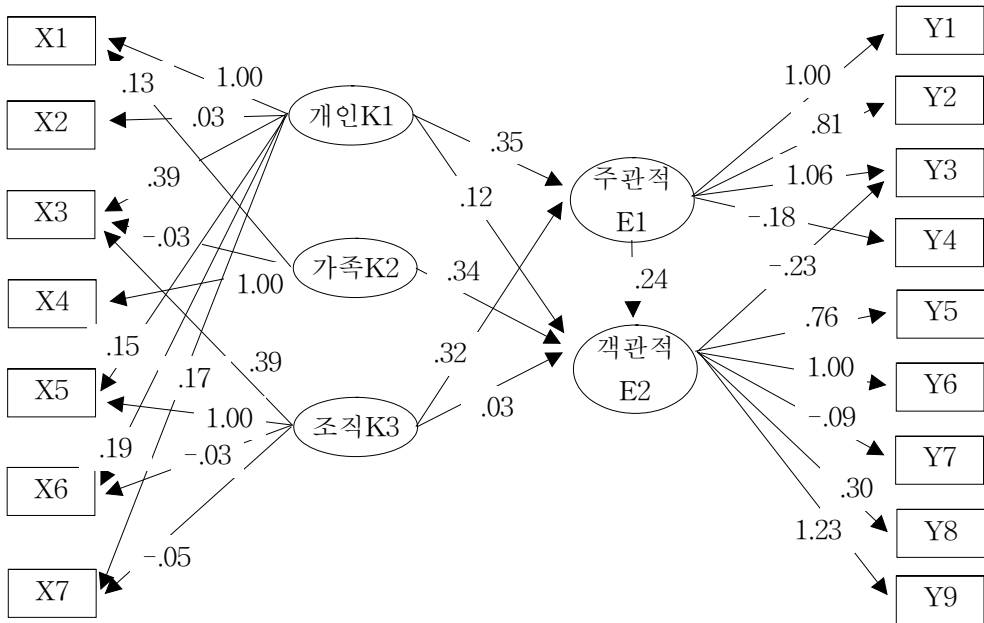 X1
X2
X3
X4
X5
X6
X7
1.00
.13
.03
.39
-.03
1.00
.15
.17
.39
1.00
.19
-.03
-.05
개인K1
가족K2
조직K3
.35
.12
.34
.32
.03
주관적
E1
.24
객관적
E2
1.00
.81
1.06
-.18
-.23
.76
1.00
-.09
.30
1.23
Y1
Y2
Y3
Y4
Y5
Y6
Y7
Y8
Y9